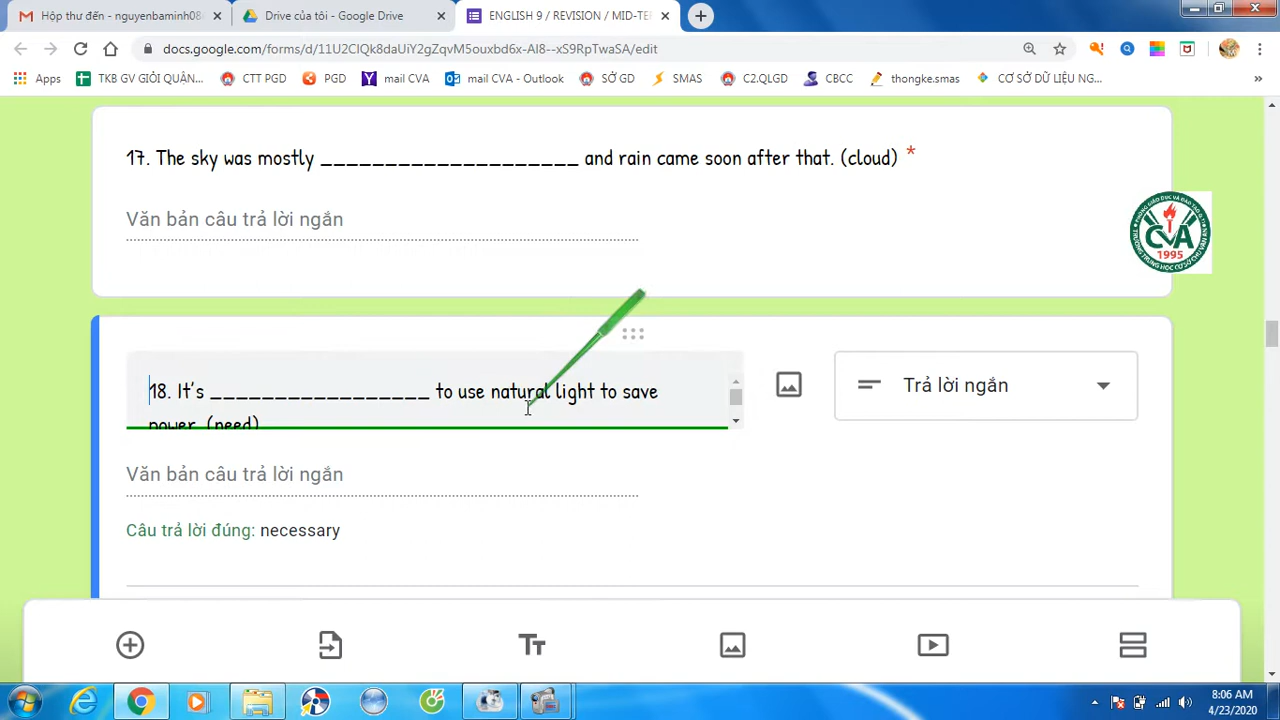 Hộp thư đến - nguyenbaminh08
Drive của tôi - Google Drive
ENGLISH 9 / REVISION / MID-TE
docs.google.com/forms/d/11U2ClQk8daUiY2gZqvM5cwxbd6x-AI8--xS9RpTwaSA/edit
Apps
TKB GV GIỎI QUẬN...
CTT PGD
PGD
mail CVA
mail CVA - Outlook
SỞ GD
SMAS
C2.QLGD
CBCC
thongke.smas
CƠ SỞ DỮ LIỆU NG...
»
17. The sky was mostly ____________________ and rain came soon after that. (cloud) *
Văn bản câu trả lời ngắn
CVA
1995
18. It's _________________ to use natural light to save
power. (need)
Trả lời ngắn
Văn bản câu trả lời ngắn
Câu trả lời đúng: necessary
Tт
8:06 AM
4/23/2020